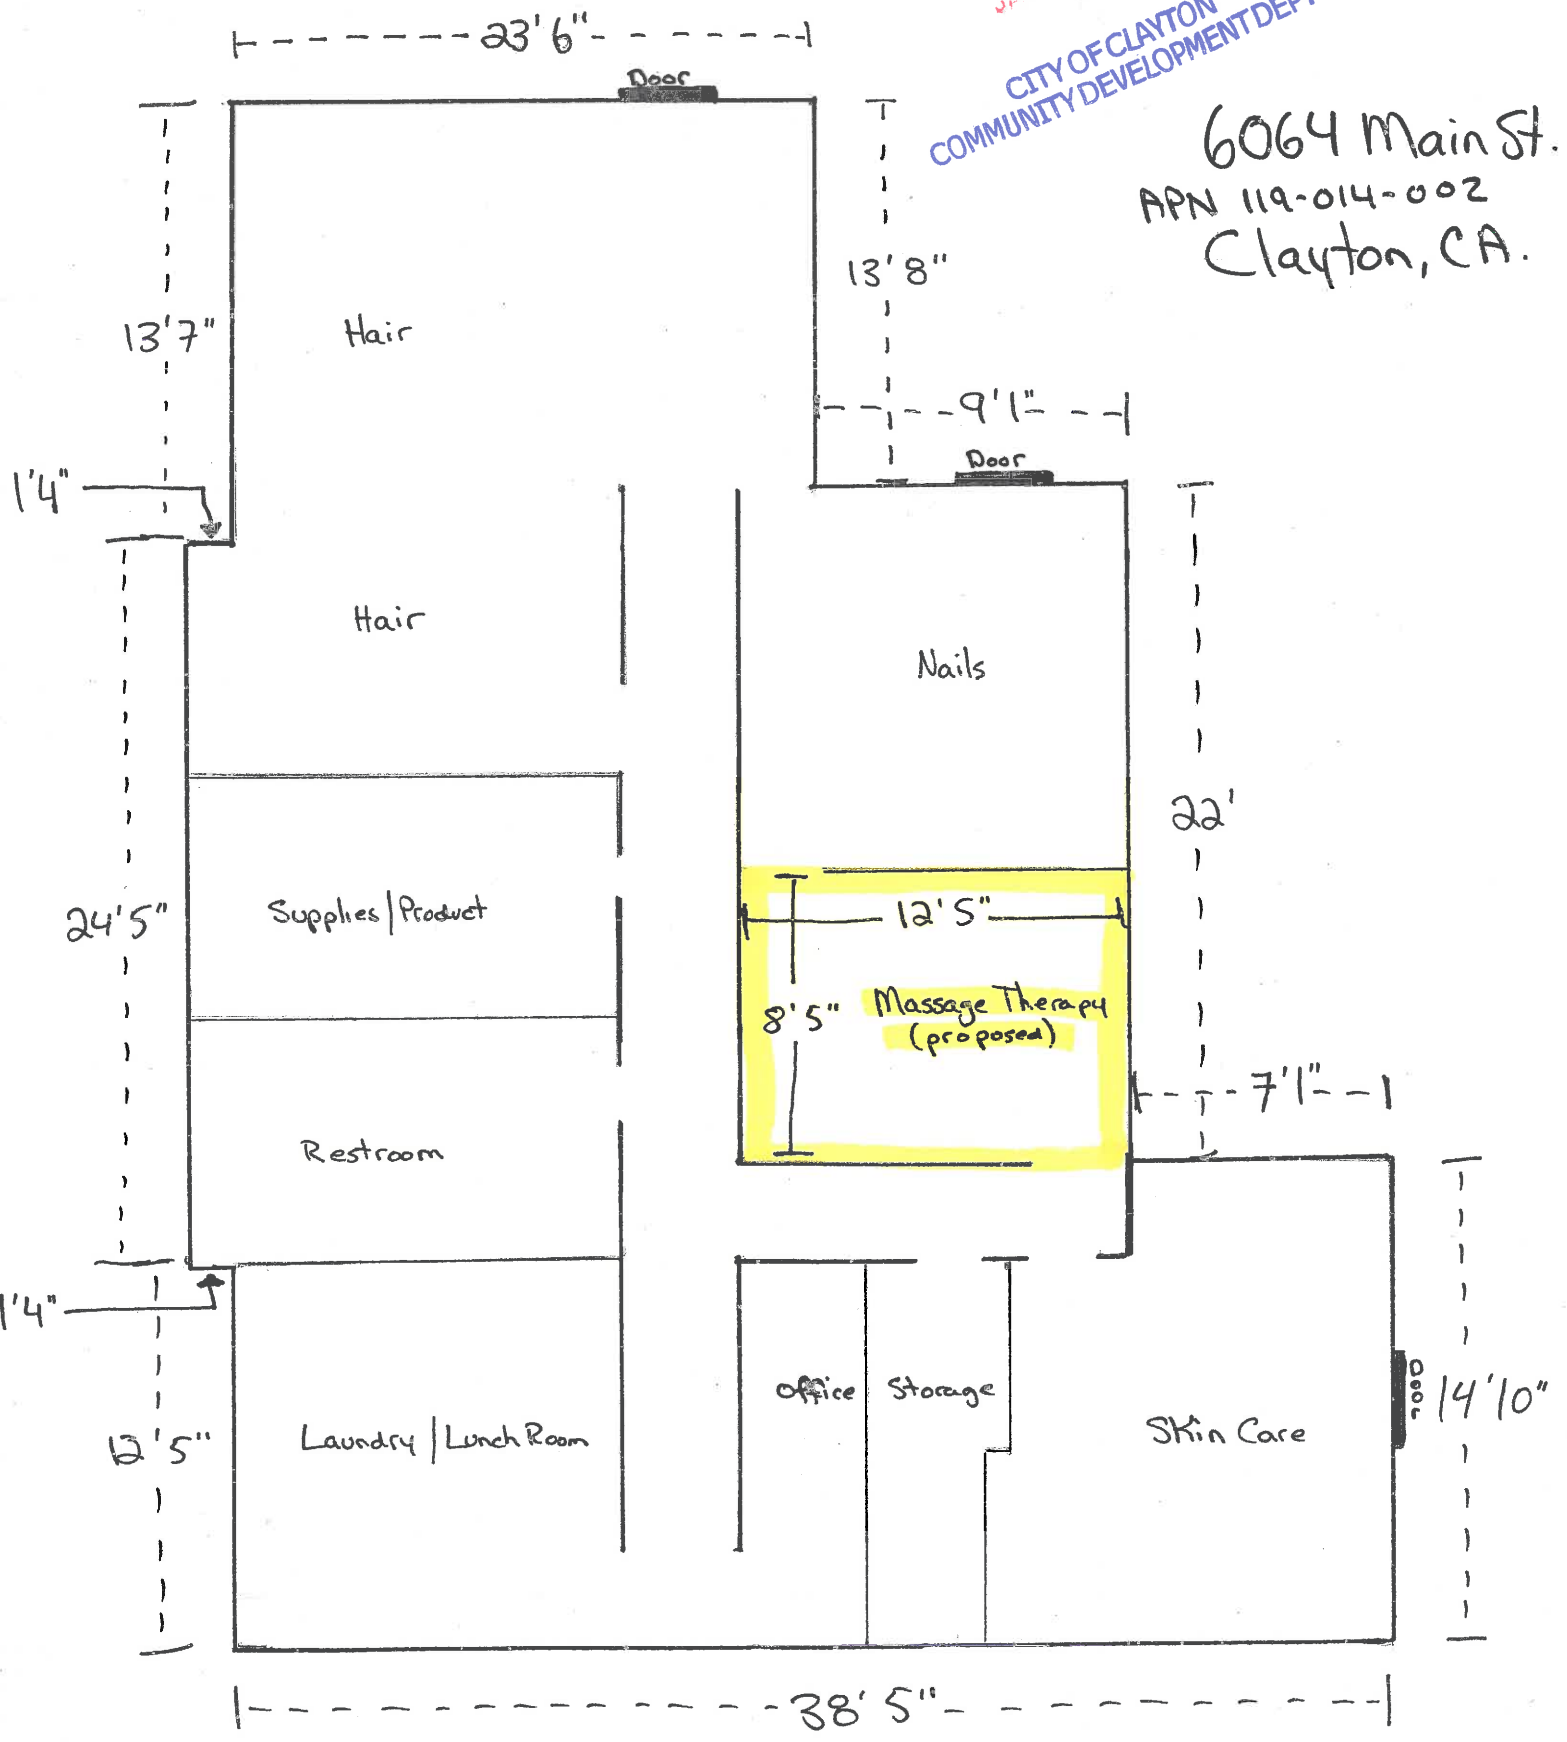 23'6"
CITY OF CLAYTON
COMMUNITY DEVELOPMENT DEPT
Door
6064 Main St.
APN 119-014-002
Clayton, CA.
13'8"
13'7"
Hair
9'1"
Door
1'4"
Hair
Nails
22'
24'5"
Supplies/Product
12'5"
8'5"
Massage Therapy
(proposed)
7'1"
Restroom
1'4"
Office
Storage
Door
14'10"
12'5"
Laundry/Lunch Room
Skin Care
38'5"